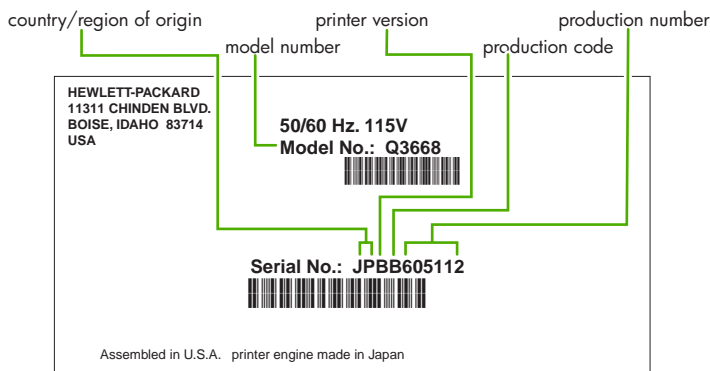 country/region of origin
printer version
production number
model number
production code
HEWLETT-PACKARD
11311 CHINDEN BLVD.
BOISE, IDAHO 83714
USA
50/60 Hz. 115V
Model No.: Q3668
Serial No.: JPBB605112
Assembled in U.S.A. printer engine made in Japan